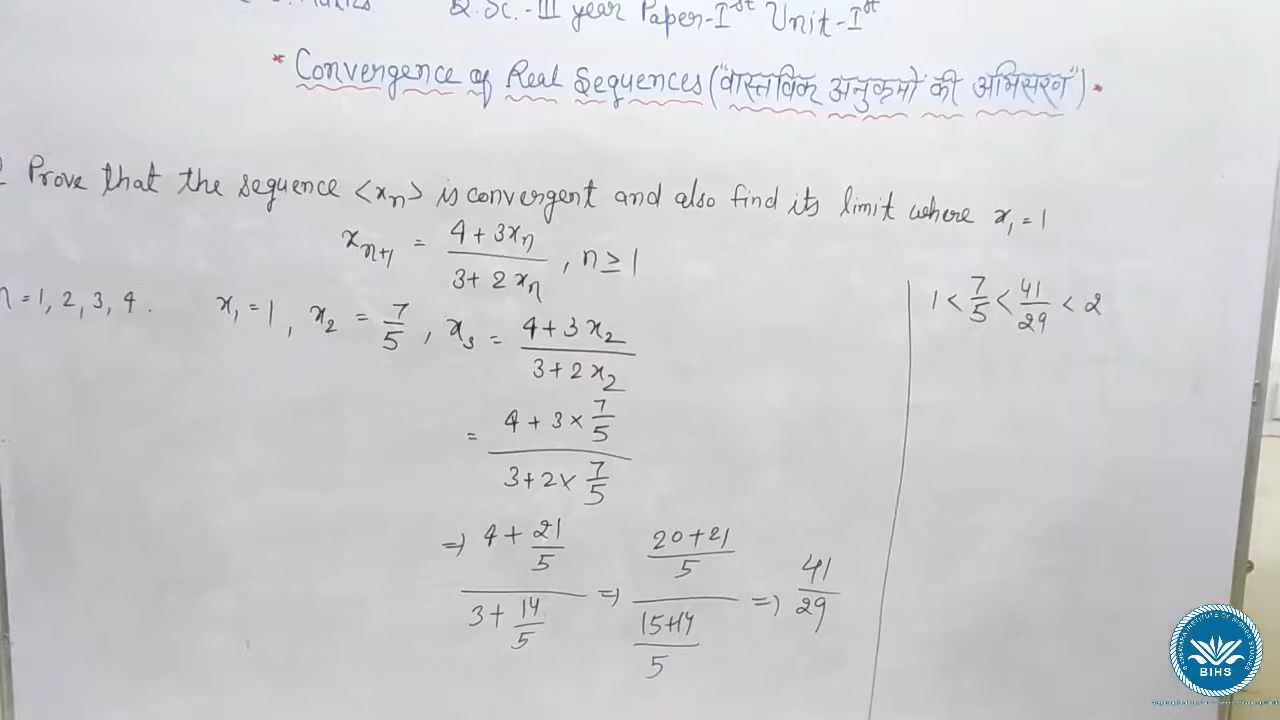 B.Sc.-III year Paper-Iˢᵗ Unit-Iˢᵗ
* Convergence of Real Sequences ("वास्तविक अनुक्रमों की अभिसरण") *
Prove that the sequence <xₙ> is convergent and also find its limit where x₁ = 1
xₙ₊₁ = (4 + 3xₙ)/(3 + 2xₙ), n ≥ 1
n = 1, 2, 3, 4. x₁ = 1, x₂ = 7/5, x₃ = (4 + 3x₂)/(3 + 2x₂)
= (4 + 3 × 7/5)/(3 + 2 × 7/5)
⇒ (4 + 21/5)/(3 + 14/5) ⇒ ((20 + 21)/5)/((15 + 14)/5) ⇒ 41/29
1 < 7/5 < 41/29 < 2
BIHS